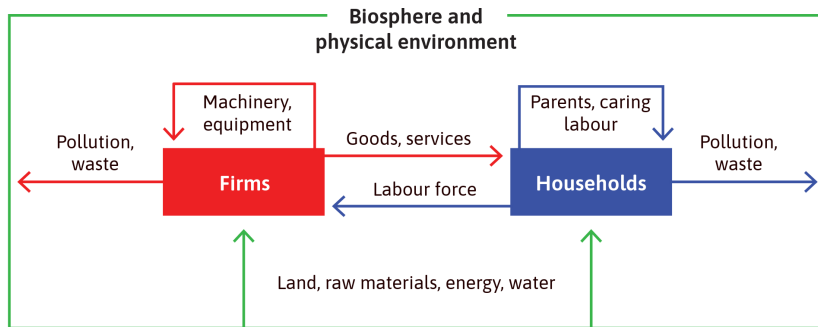 Biosphere and
physical environment
Machinery,
equipment
Parents, caring
labour
Pollution,
waste
Goods, services
Pollution,
waste
Firms
Labour force
Households
Land, raw materials, energy, water